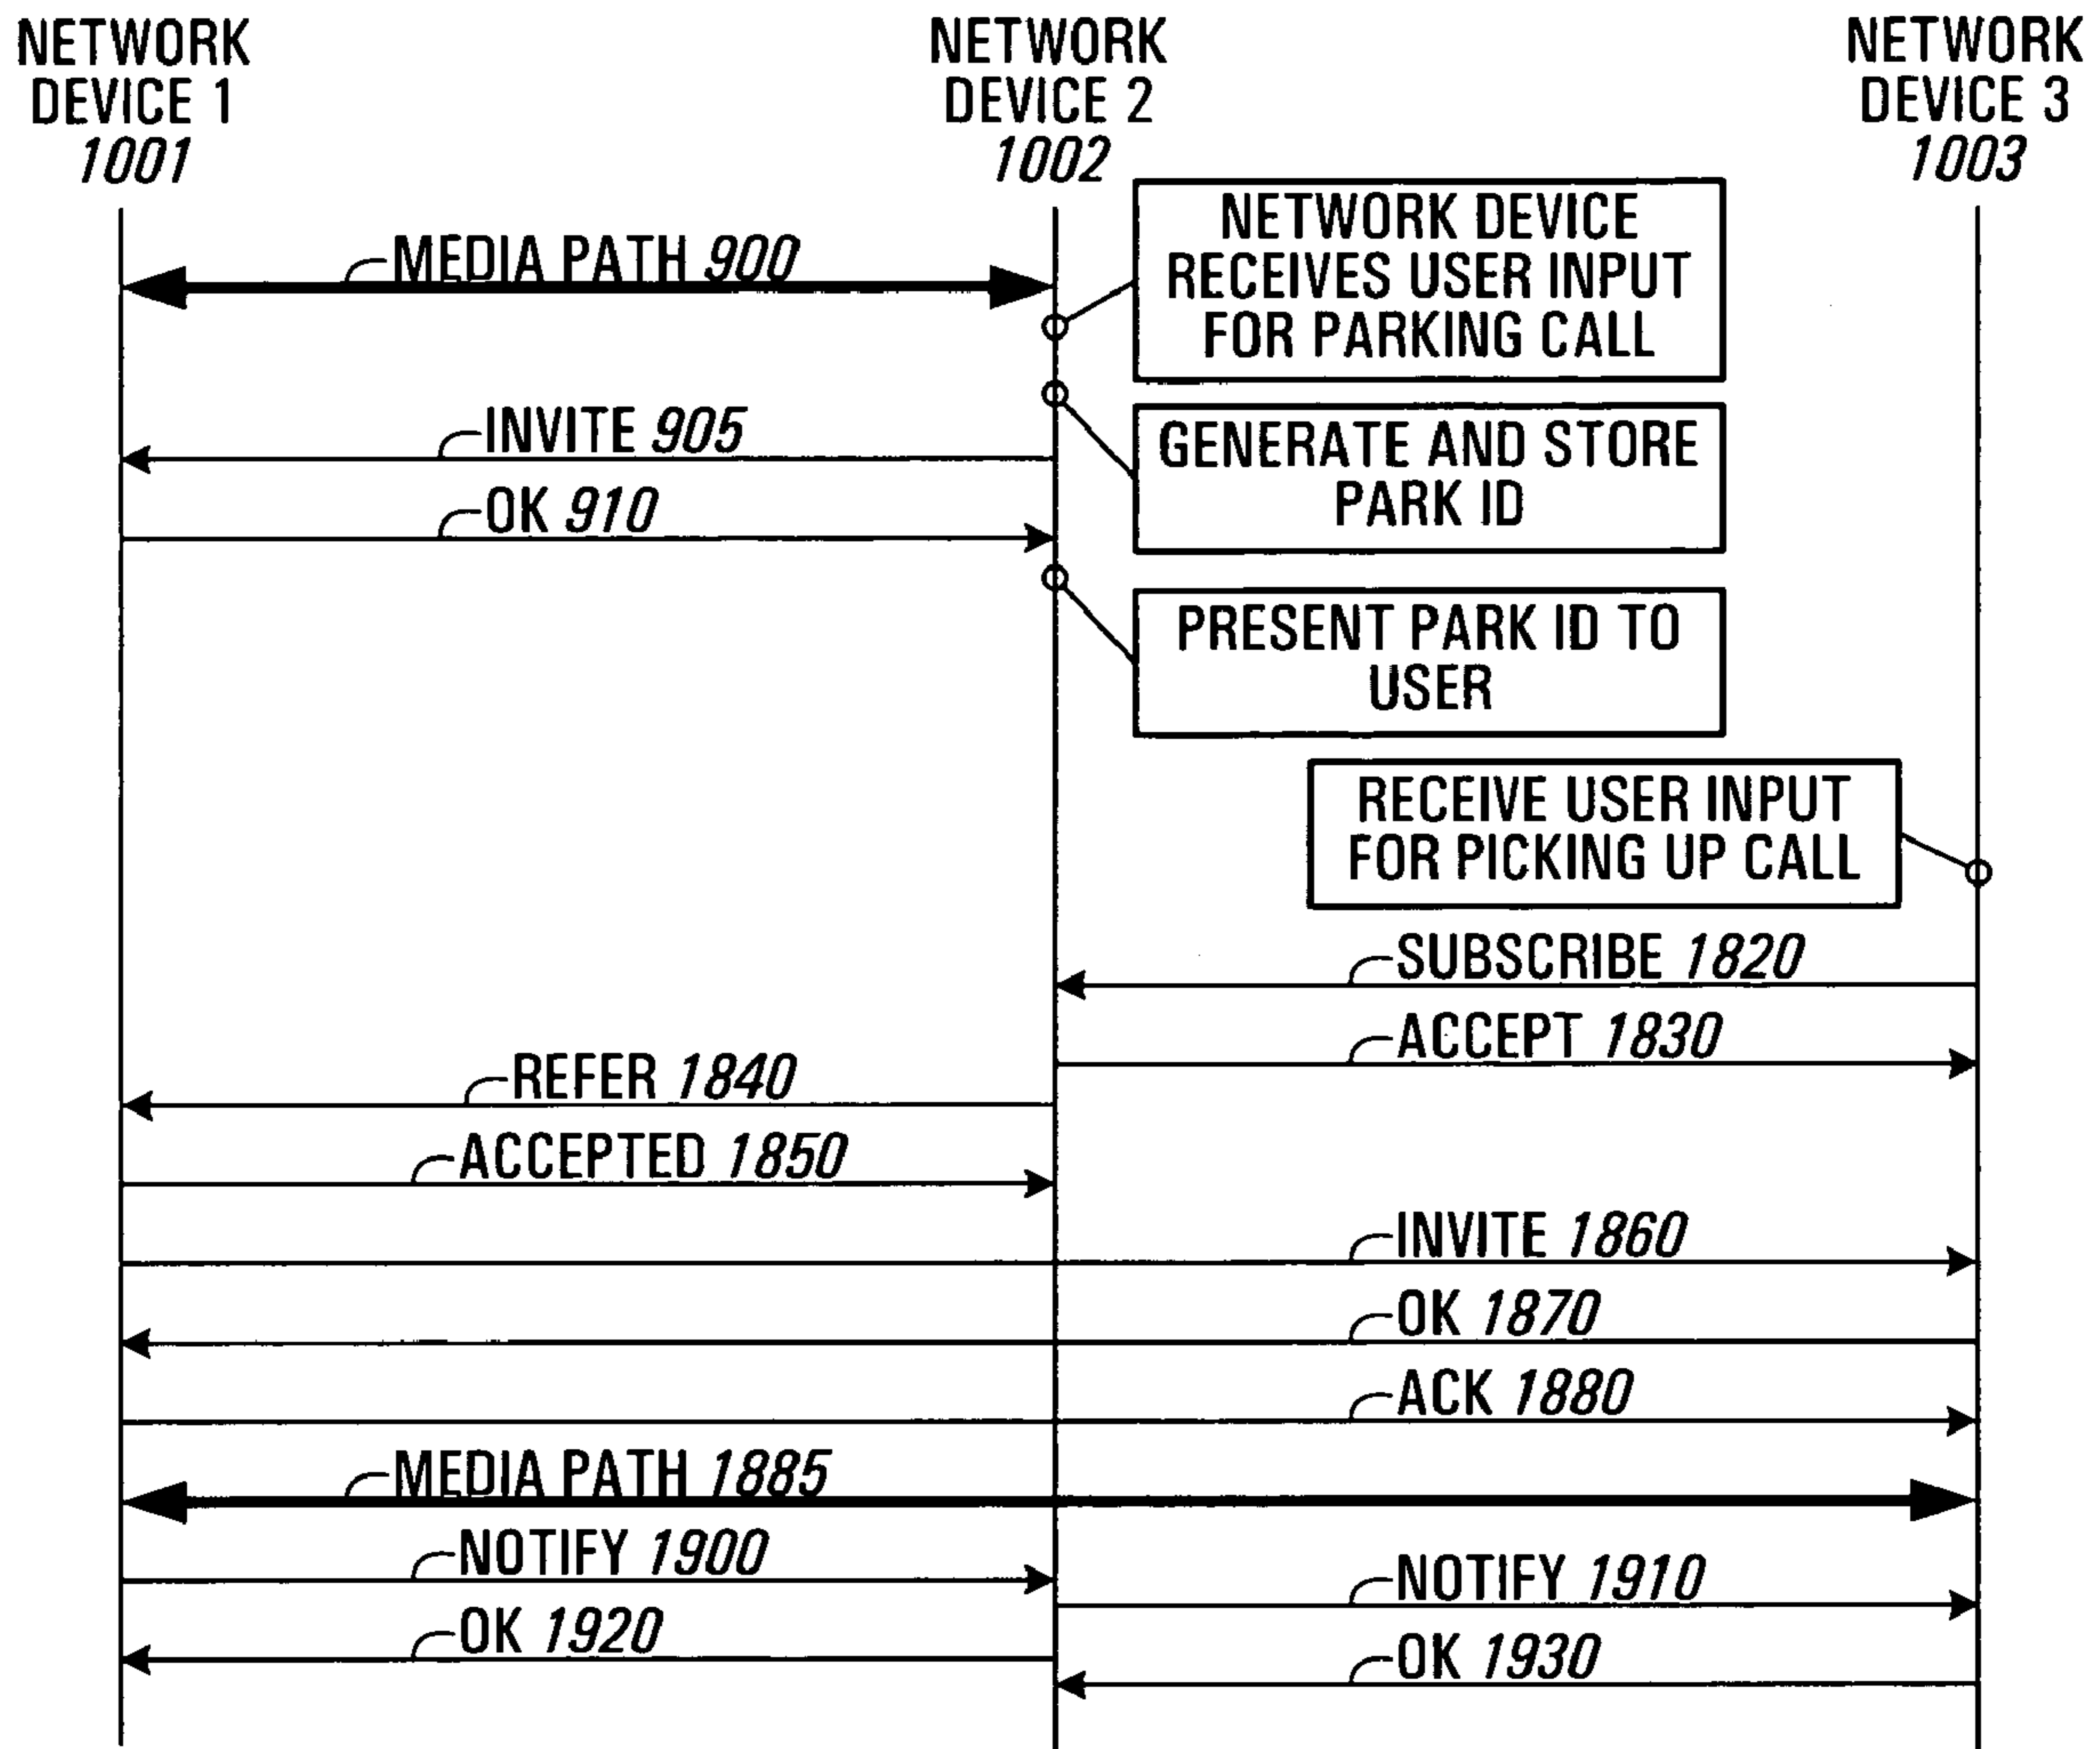 NETWORK
DEVICE 1
1001
NETWORK
DEVICE 2
1002
NETWORK
DEVICE 3
1003
MEDIA PATH 900
NETWORK DEVICE
RECEIVES USER INPUT
FOR PARKING CALL
INVITE 905
GENERATE AND STORE
PARK ID
OK 910
PRESENT PARK ID TO
USER
RECEIVE USER INPUT
FOR PICKING UP CALL
SUBSCRIBE 1820
ACCEPT 1830
REFER 1840
ACCEPTED 1850
INVITE 1860
OK 1870
ACK 1880
MEDIA PATH 1885
NOTIFY 1900
NOTIFY 1910
OK 1920
OK 1930